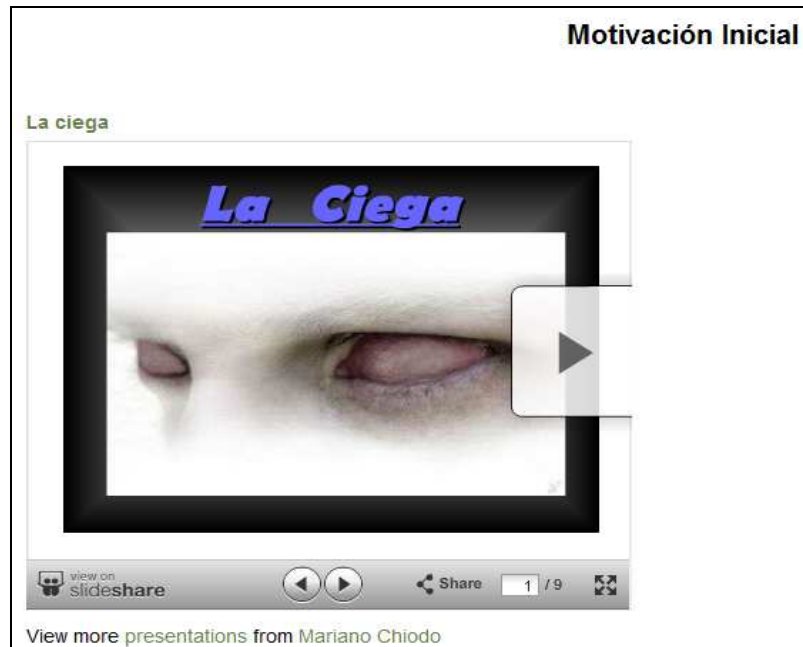 Motivación Inicial
La ciega
La Ciega
view on
slideshare
Share
1 / 9
View more presentations from Mariano Chiodo